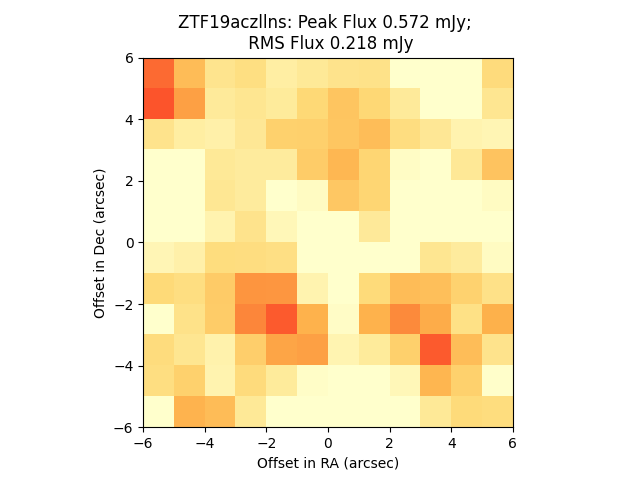 ZTF19aczllns: Peak Flux 0.572 mJy;
RMS Flux 0.218 mJy
6
4
2
0
−2
−4
−6
Offset in Dec (arcsec)
−6 −4 −2 0 2 4 6
Offset in RA (arcsec)